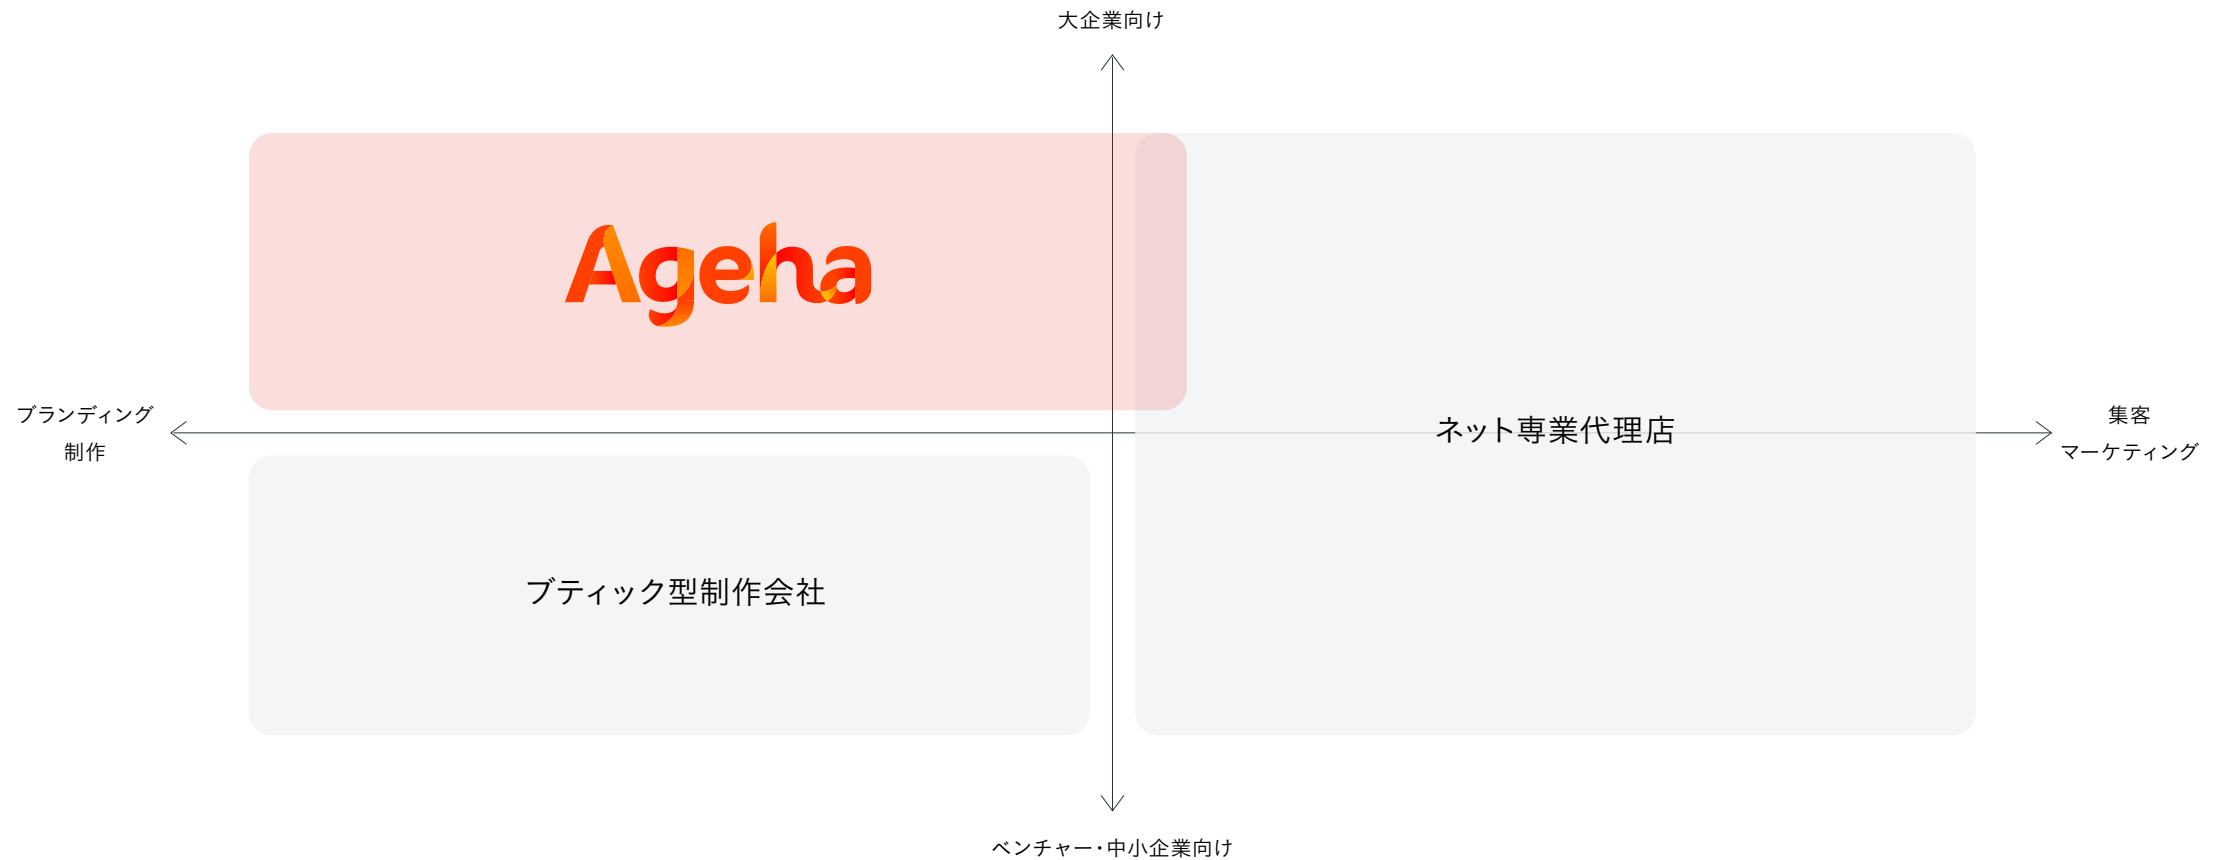 大企業向け
Ageha
ブランディング
制作
ネット専業代理店
集客
マーケティング
ブティック型制作会社
ベンチャー・中小企業向け